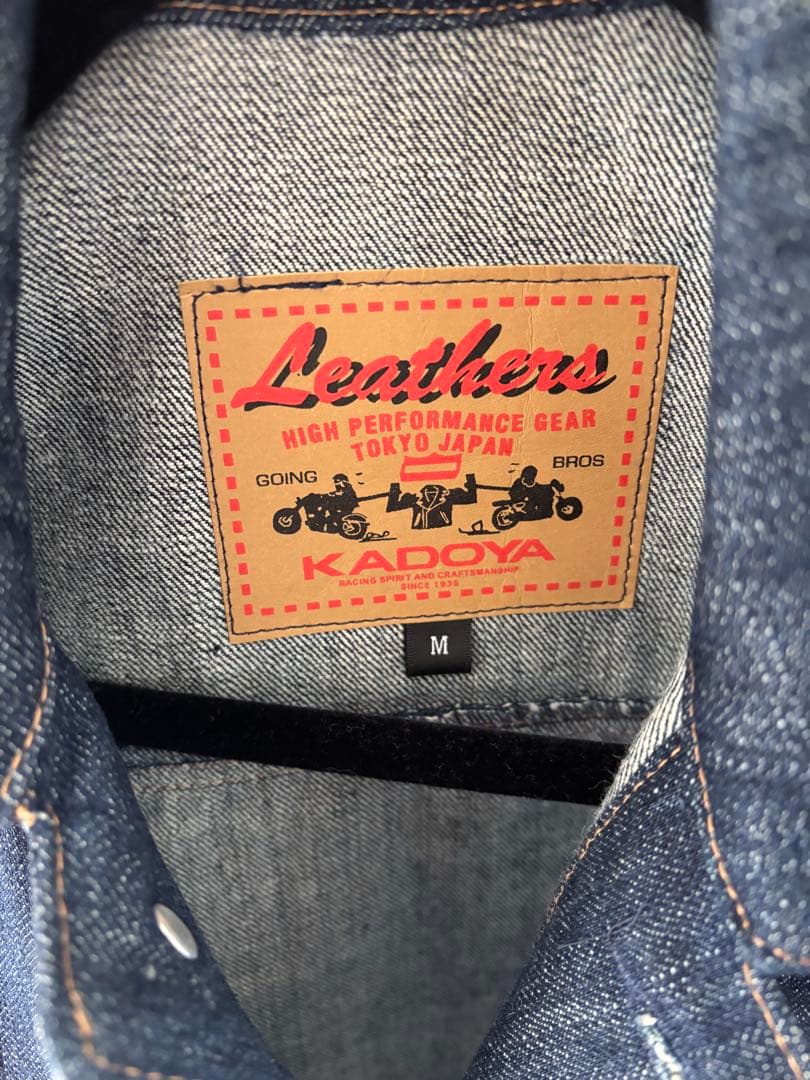 Leathers
HIGH PERFORMANCE GEAR
TOKYO JAPAN
GOING BROS
KADOYA
RACING SPIRIT AND CRAFTSMANSHIP
SINCE 1935
M